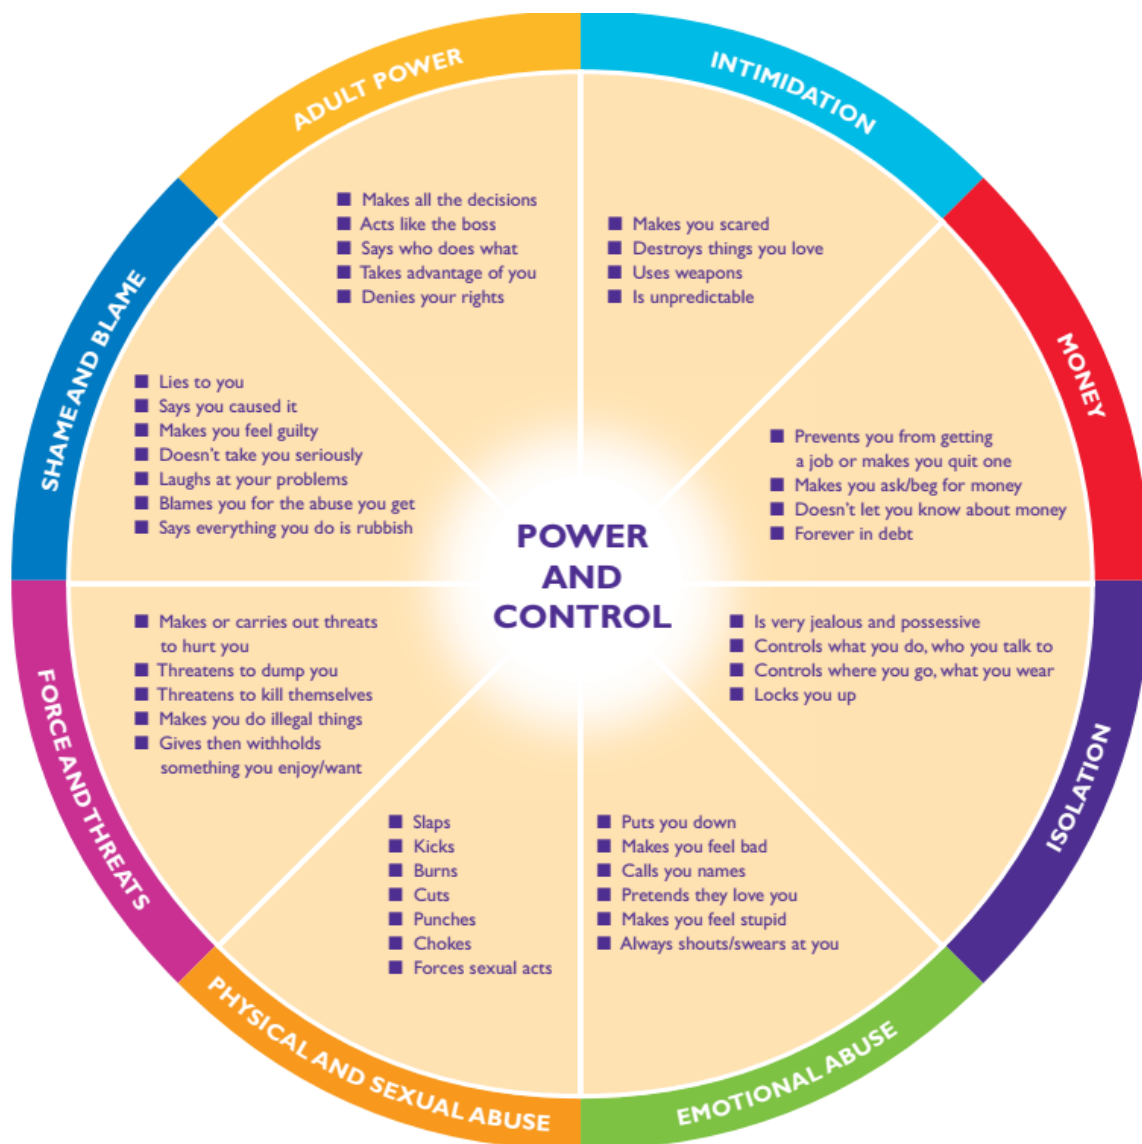 POWER
AND
CONTROL
ADULT POWER
Makes all the decisions
Acts like the boss
Says who does what
Takes advantage of you
Denies your rights
INTIMIDATION
Makes you scared
Destroys things you love
Uses weapons
Is unpredictable
MONEY
Prevents you from getting
a job or makes you quit one
Makes you ask/beg for money
Doesn't let you know about money
Forever in debt
ISOLATION
Is very jealous and possessive
Controls what you do, who you talk to
Controls where you go, what you wear
Locks you up
EMOTIONAL ABUSE
Puts you down
Makes you feel bad
Calls you names
Pretends they love you
Makes you feel stupid
Always shouts/swears at you
PHYSICAL AND SEXUAL ABUSE
Slaps
Kicks
Burns
Cuts
Punches
Chokes
Forces sexual acts
FORCE AND THREATS
Makes or carries out threats
to hurt you
Threatens to dump you
Threatens to kill themselves
Makes you do illegal things
Gives then withholds
something you enjoy/want
SHAME AND BLAME
Lies to you
Says you caused it
Makes you feel guilty
Doesn't take you seriously
Laughs at your problems
Blames you for the abuse you get
Says everything you do is rubbish